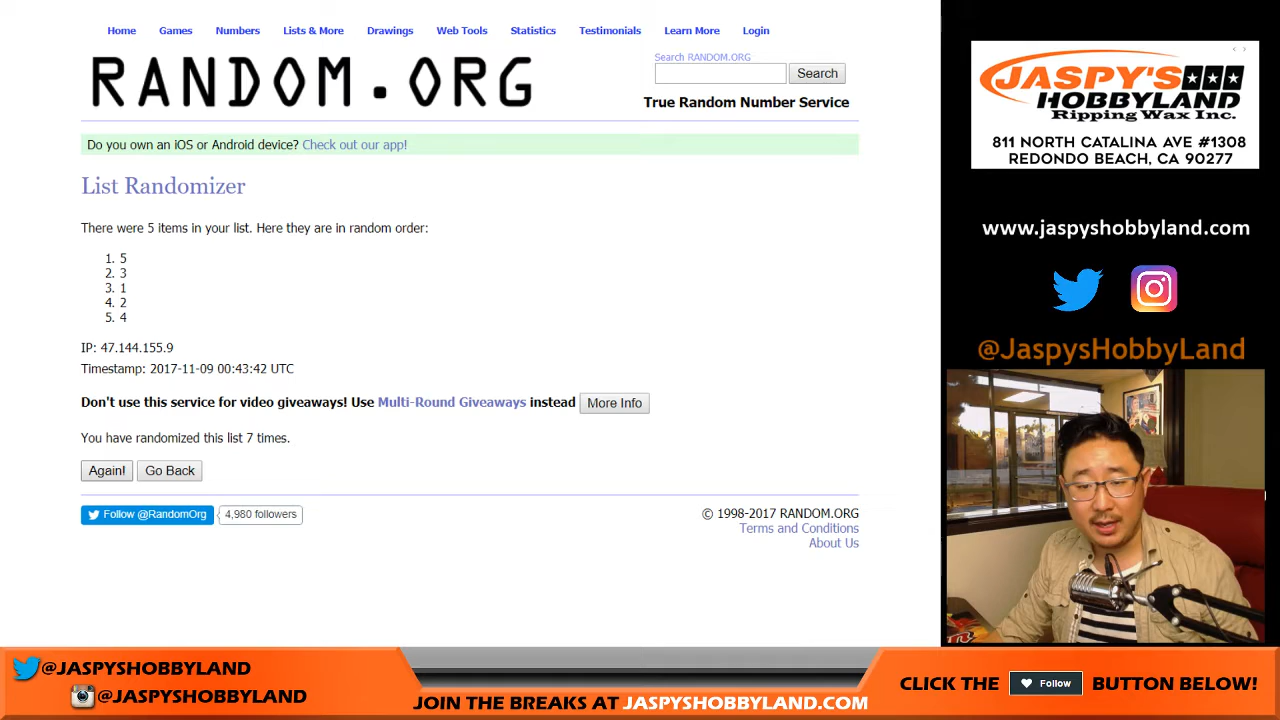 Home Games Numbers Lists & More Drawings Web Tools Statistics Testimonials Learn More Login
RANDOM.ORG
Search RANDOM.ORG
Search
True Random Number Service
Do you own an iOS or Android device? Check out our app!
List Randomizer
There were 5 items in your list. Here they are in random order:
1. 5
2. 3
3. 1
4. 2
5. 4
IP: 47.144.155.9
Timestamp: 2017-11-09 00:43:42 UTC
Don't use this service for video giveaways! Use Multi-Round Giveaways instead More Info
You have randomized this list 7 times.
Again! Go Back
Follow @RandomOrg 4,980 followers
© 1998-2017 RANDOM.ORG
Terms and Conditions
About Us
JASPY'S
HOBBYLAND
Ripping Wax Inc.
811 NORTH CATALINA AVE #1308
REDONDO BEACH, CA 90277
www.jaspyshobbyland.com
@JaspysHobbyLand
@JASPYSHOBBYLAND
@JASPYSHOBBYLAND
JOIN THE BREAKS AT JASPYSHOBBYLAND.COM
CLICK THE Follow BUTTON BELOW!